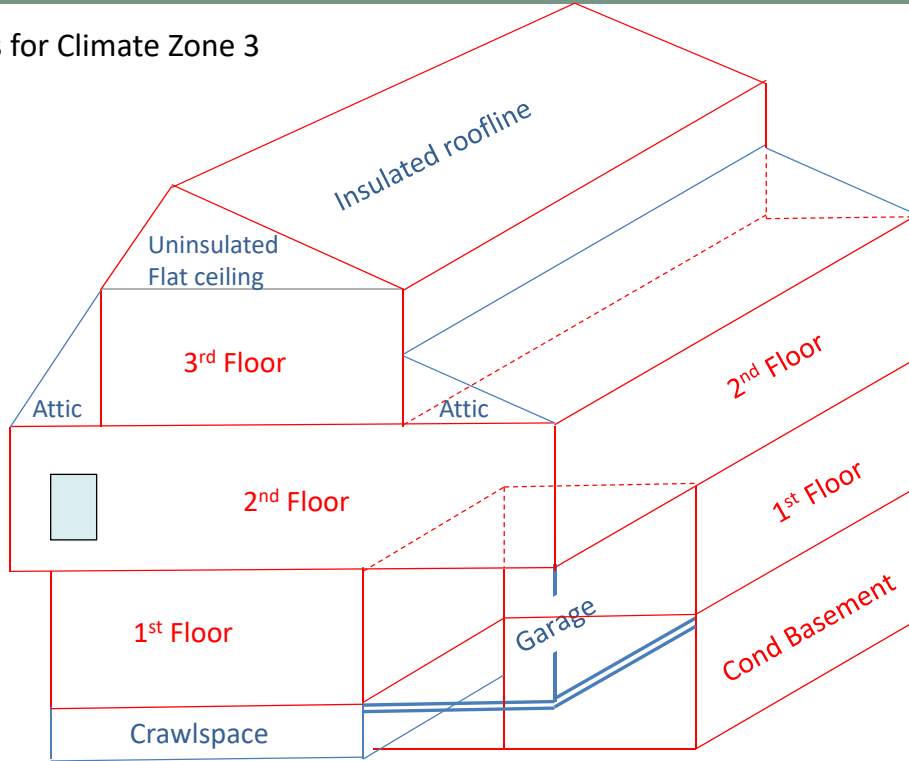 s for Climate Zone 3
Insulated roofline
Uninsulated
Flat ceiling
3rd Floor
Attic
Attic
2nd Floor
2nd Floor
1st Floor
1st Floor
Garage
Cond Basement
Crawlspace